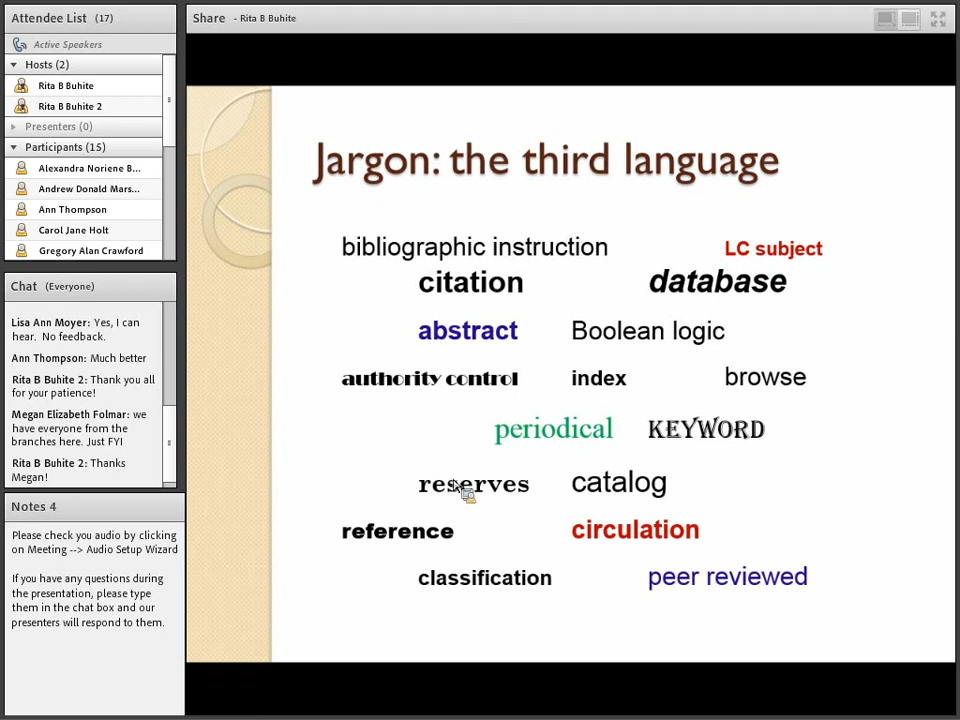 Attendee List (17)
Active Speakers
Hosts (2)
Rita B Buhite
Rita B Buhite 2
Presenters (0)
Participants (15)
Alexandra Noriene B...
Andrew Donald Mars...
Ann Thompson
Carol Jane Holt
Gregory Alan Crawford
Chat (Everyone)
Lisa Ann Moyer: Yes, I can
hear. No feedback.
Ann Thompson: Much better
Rita B Buhite 2: Thank you all
for your patience!
Megan Elizabeth Folmar: we
have everyone from the
branches here. Just FYI
Rita B Buhite 2: Thanks
Megan!
Notes 4
Please check you audio by clicking
on Meeting --> Audio Setup Wizard
If you have any questions during
the presentation, please type
them in the chat box and our
presenters will respond to them.
Share - Rita B Buhite
Jargon: the third language
bibliographic instruction LC subject
citation database
abstract Boolean logic
authority control index browse
periodical KEYWORD
reserves catalog
reference circulation
classification peer reviewed